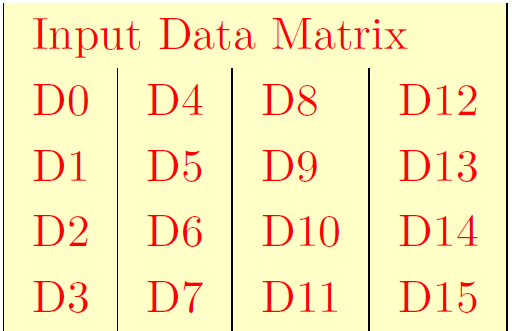 Input Data Matrix
D0 D4 D8 D12
D1 D5 D9 D13
D2 D6 D10 D14
D3 D7 D11 D15